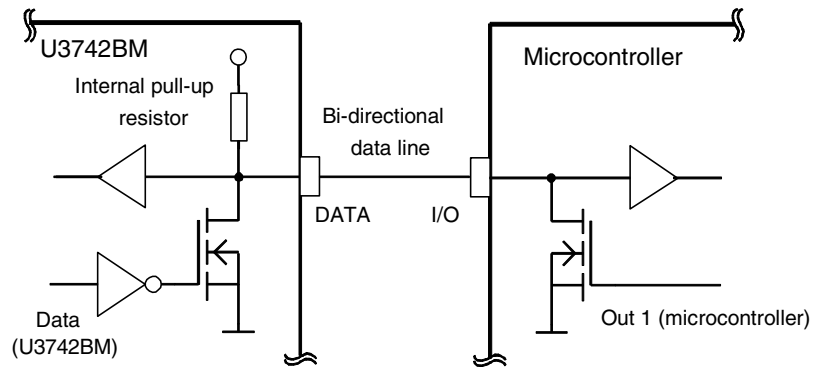 U3742BM
Microcontroller
Internal pull-up
resistor
Bi-directional
data line
DATA
I/O
Data
(U3742BM)
Out 1 (microcontroller)